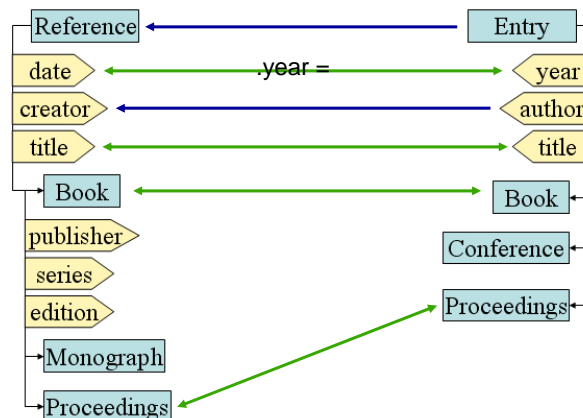 Reference Entry
date .year = year
creator author
title title
Book Book
publisher
Conference
series
Proceedings
edition
Monograph
Proceedings